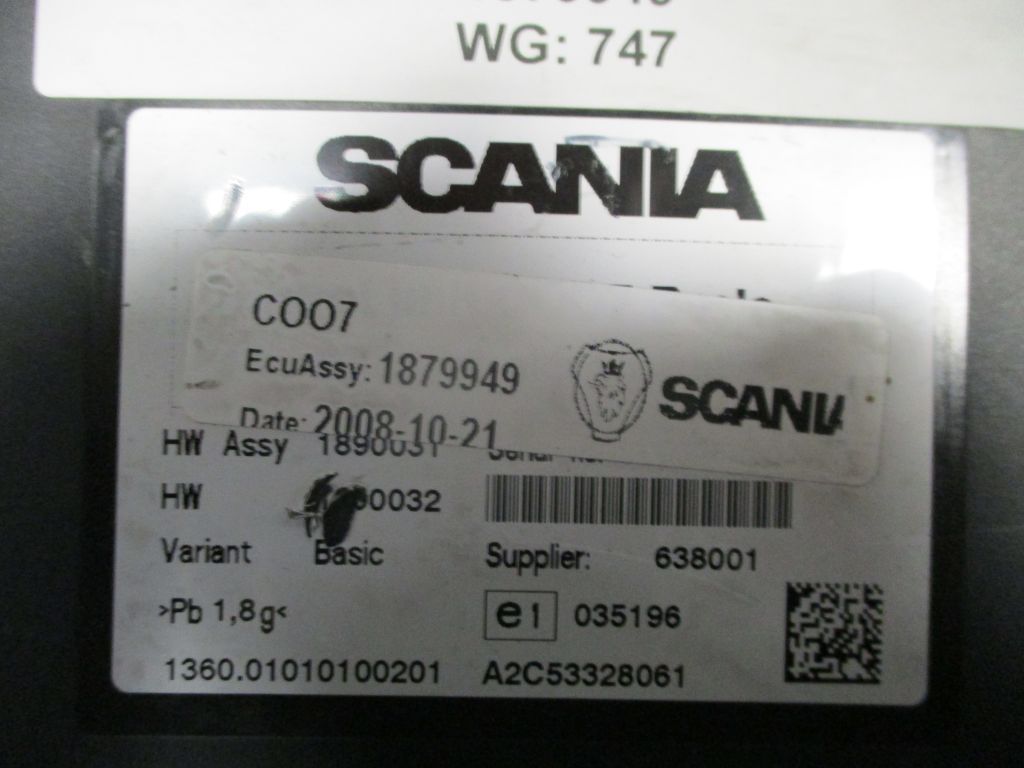 WG: 747
SCANIA
COO7
EcuAssy: 1879949
SCANIA
Date: 2008-10-21
HW Assy 1890031
HW
Variant Basic
Supplier: 638001
>Pb 1,8g<
e1 035196
1360.01010100201 A2C53328061